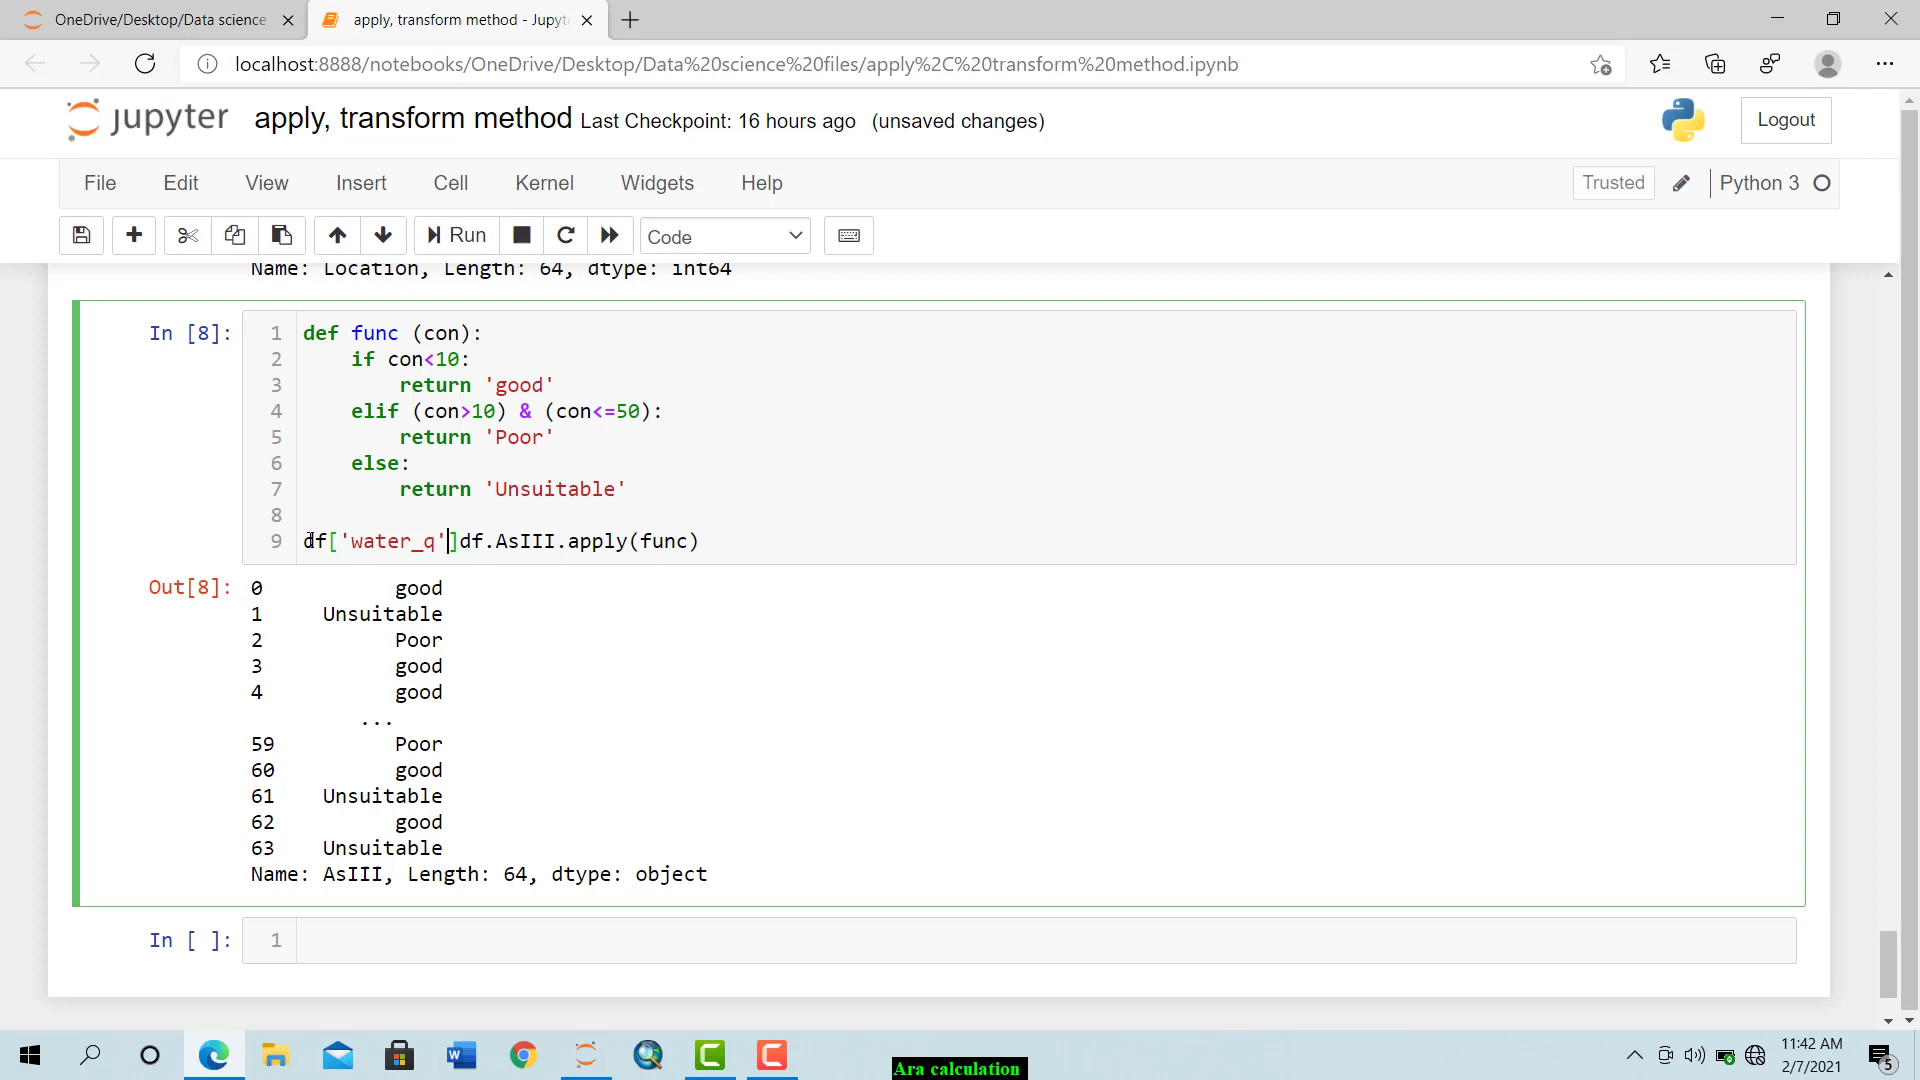 OneDrive/Desktop/Data science
apply, transform method - Jupyte
localhost:8888/notebooks/OneDrive/Desktop/Data%20science%20files/apply%2C%20transform%20method.ipynb
jupyter apply, transform method Last Checkpoint: 16 hours ago (unsaved changes)
Logout
File Edit View Insert Cell Kernel Widgets Help
Trusted Python 3
Run Code
Name: Location, Length: 64, dtype: int64
In [8]:
1 def func (con):
2 if con<10:
3 return 'good'
4 elif (con>10) & (con<=50):
5 return 'Poor'
6 else:
7 return 'Unsuitable'
8
9 df['water_q']df.AsIII.apply(func)
Out[8]: 0 good
1 Unsuitable
2 Poor
3 good
4 good
...
59 Poor
60 good
61 Unsuitable
62 good
63 Unsuitable
Name: AsIII, Length: 64, dtype: object
In [ ]: 1
11:42 AM
2/7/2021
5
Ara calculation